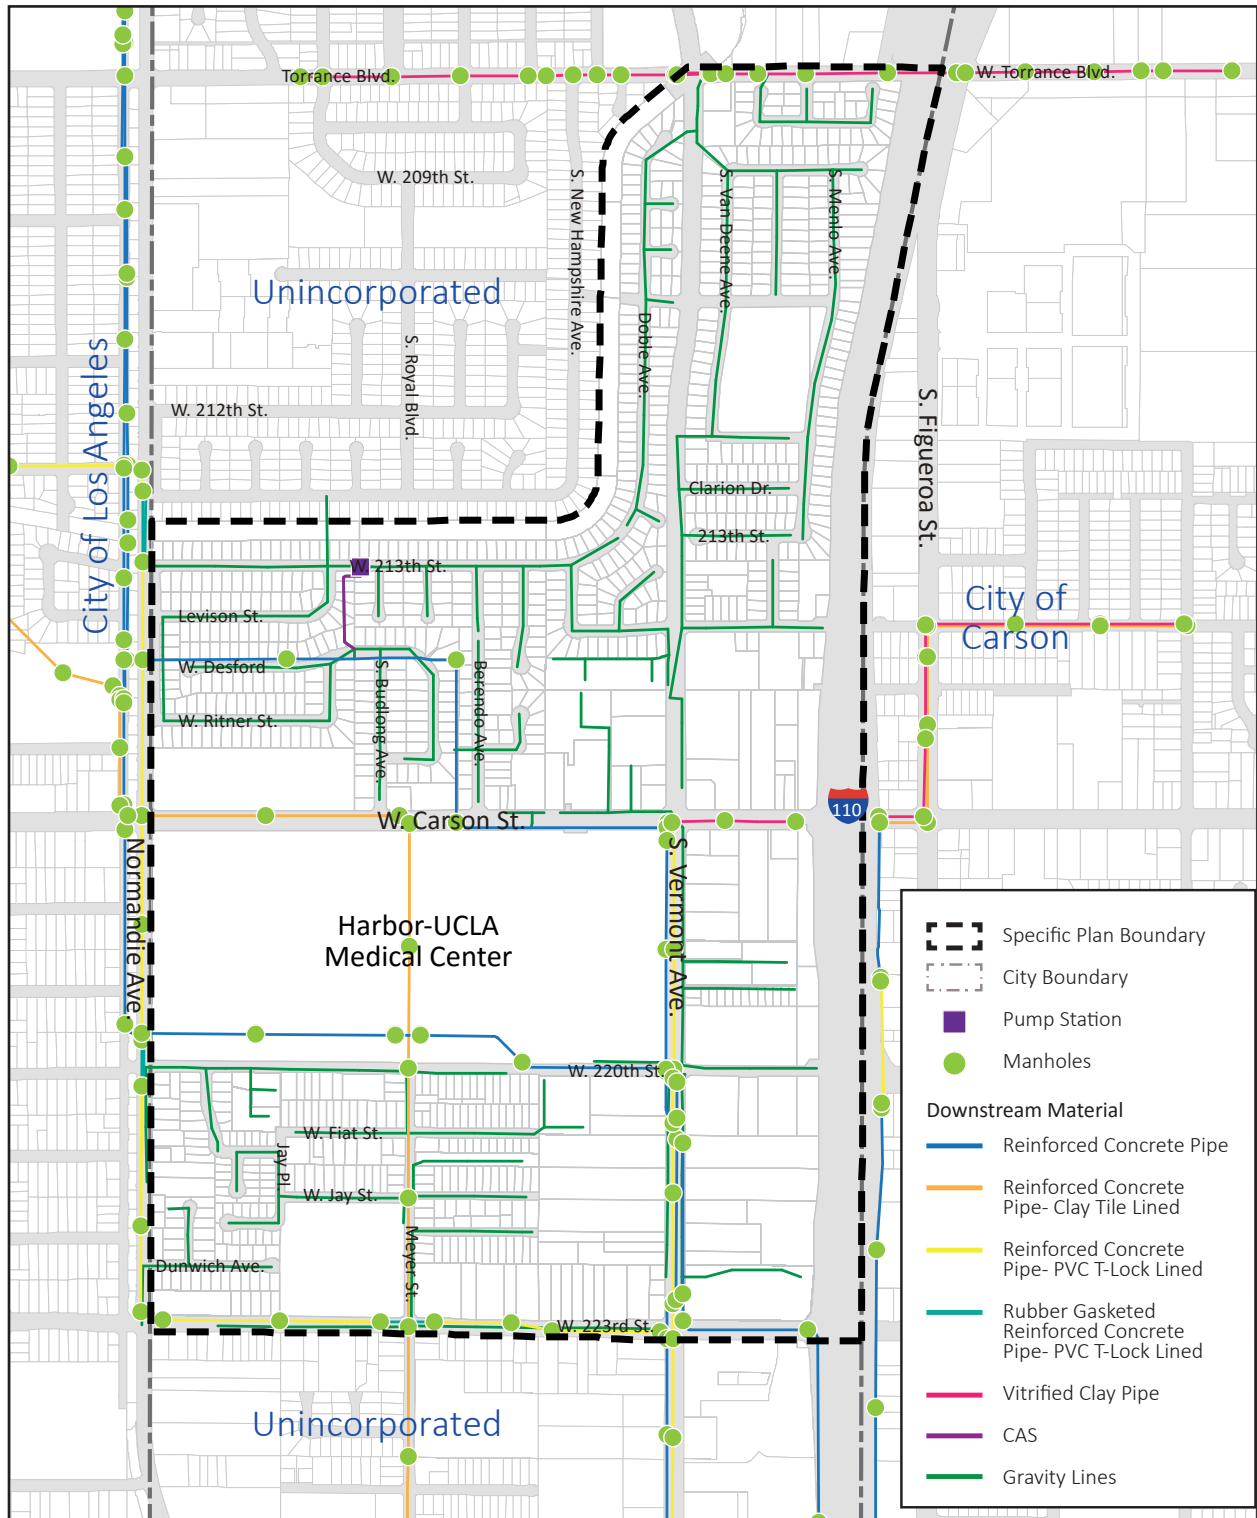 Torrance Blvd.
W. Torrance Blvd.
W. 209th St.
S. New Hampshire Ave.
S. Van Deene Ave.
S. Menlo Ave.
Unincorporated
Doble Ave.
S. Royal Blvd.
City of Los Angeles
W. 212th St.
S. Figueroa St.
Clarion Dr.
213th St.
W. 213th St.
City of
Carson
Levison St.
W. Desford
S. Budlong Ave.
Berendo Ave.
W. Ritner St.
110
W. Carson St.
Normandie Ave.
S. Vermont Ave.
Harbor-UCLA
Medical Center
W. 220th St.
W. Fiat St.
Jay Pl.
W. Jay St.
Meyer St.
Dunwich Ave.
W. 223rd St.
Unincorporated
Specific Plan Boundary
City Boundary
Pump Station
Manholes
Downstream Material
Reinforced Concrete Pipe
Reinforced Concrete
Pipe- Clay Tile Lined
Reinforced Concrete
Pipe- PVC T-Lock Lined
Rubber Gasketed
Reinforced Concrete
Pipe- PVC T-Lock Lined
Vitrified Clay Pipe
CAS
Gravity Lines